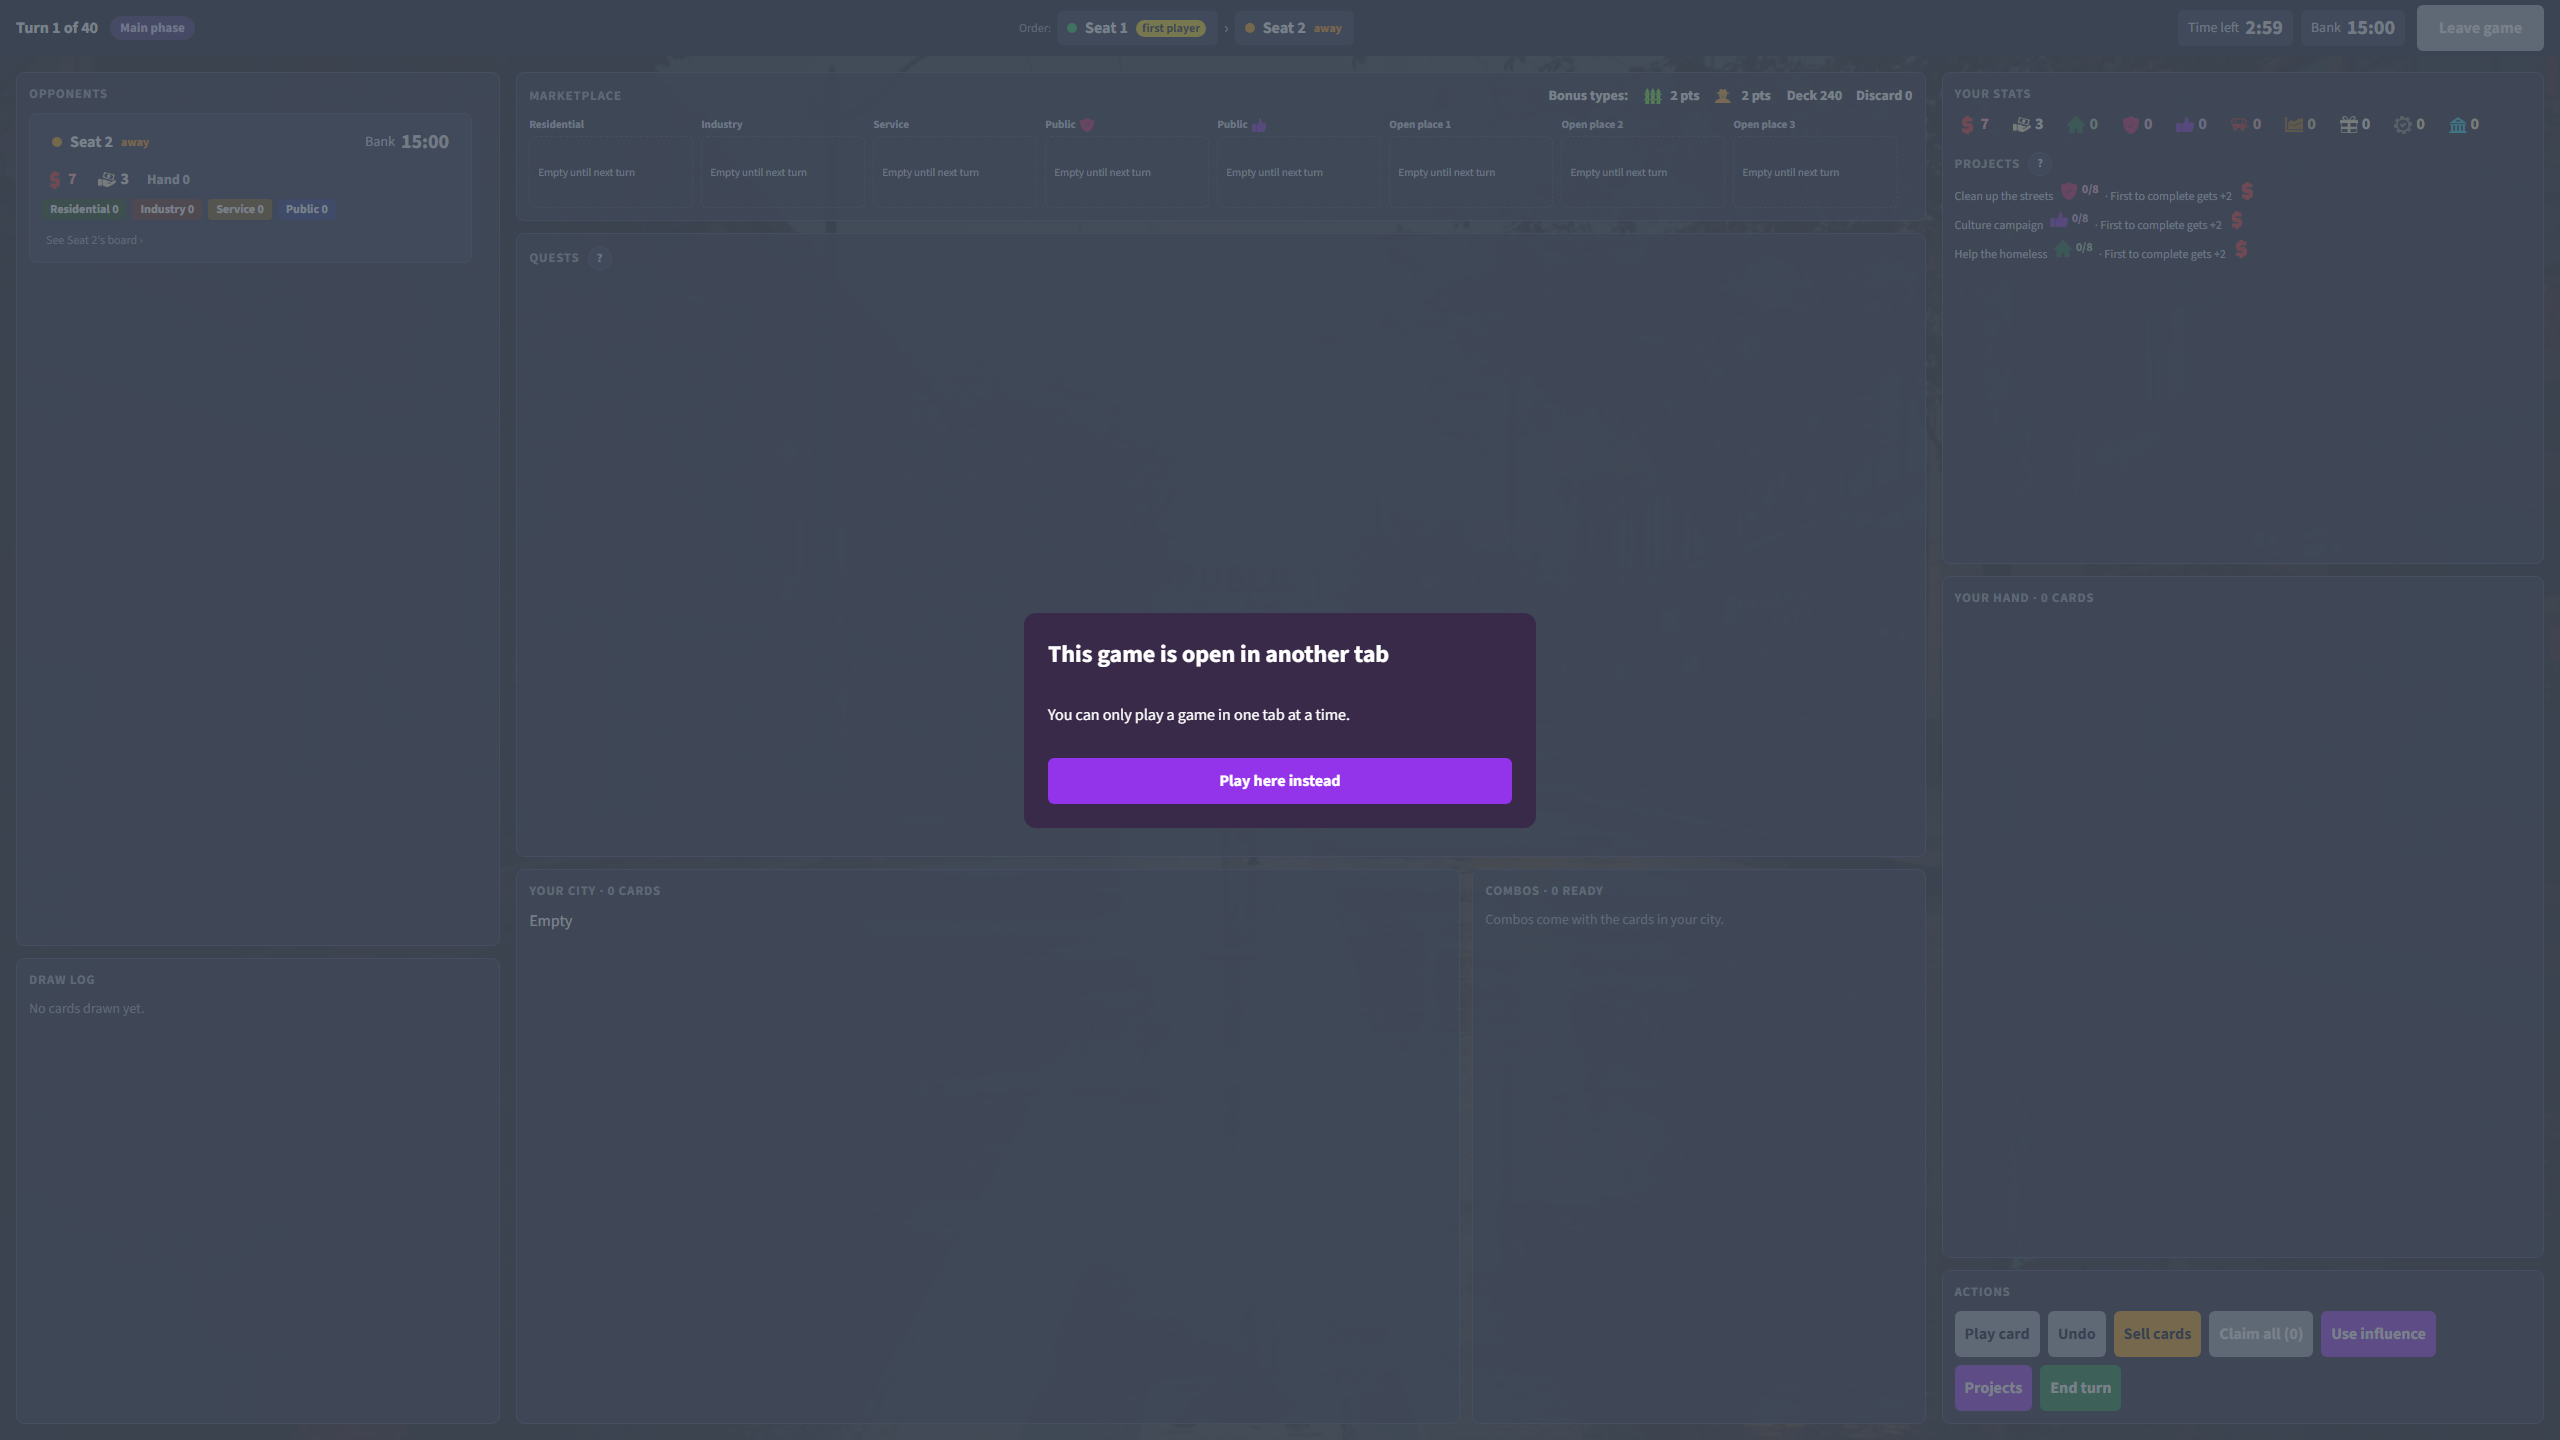 Turn 1 of 40 Main phase
Order: Seat 1 first player › Seat 2 away
Time left 2:59 Bank 15:00 Leave game
OPPONENTS
Seat 2 away Bank 15:00
7 3 Hand 0
Residential 0 Industry 0 Service 0 Public 0
See Seat 2's board ›
DRAW LOG
No cards drawn yet.
MARKETPLACE Bonus types: 2 pts 2 pts Deck 240 Discard 0
Residential Industry Service Public Public Open place 1 Open place 2 Open place 3
Empty until next turn Empty until next turn Empty until next turn Empty until next turn Empty until next turn Empty until next turn Empty until next turn Empty until next turn
QUESTS ?
This game is open in another tab
You can only play a game in one tab at a time.
Play here instead
YOUR CITY · 0 CARDS
Empty
COMBOS · 0 READY
Combos come with the cards in your city.
YOUR STATS
$ 7 3 0 0 0 0 0 0 0 0
PROJECTS ?
Clean up the streets 0/8 · First to complete gets +2 $
Culture campaign 0/8 · First to complete gets +2 $
Help the homeless 0/8 · First to complete gets +2 $
YOUR HAND · 0 CARDS
ACTIONS
Play card Undo Sell cards Claim all (0) Use influence
Projects End turn